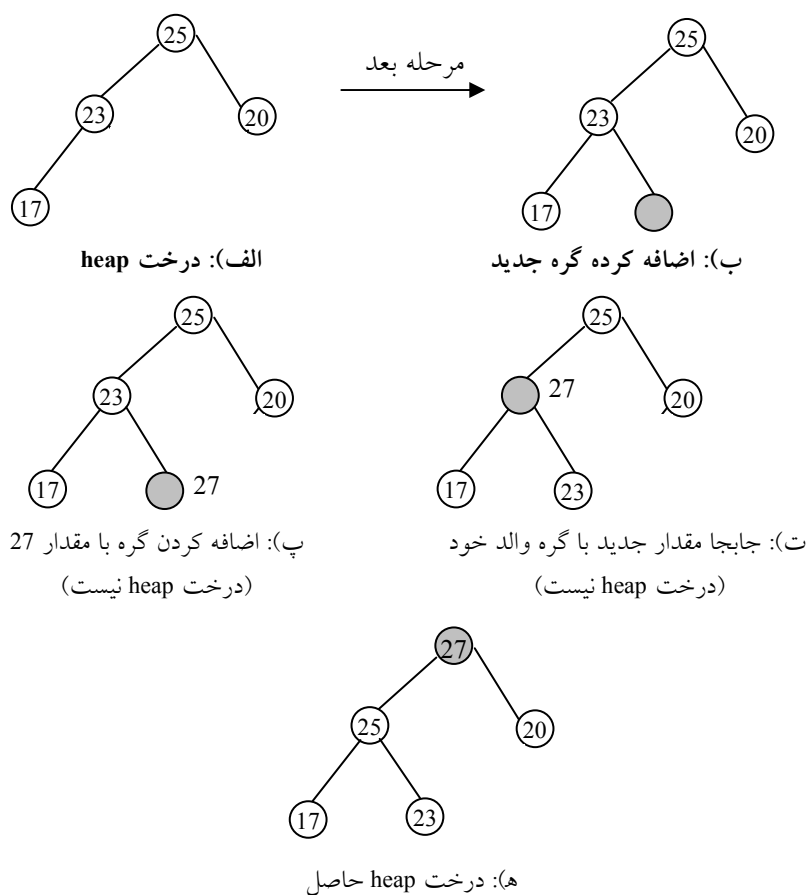 25
23
20
17
مرحله بعد
25
23
20
17
الف): درخت heap
ب): اضافه کرده گره جدید
25
23
20
17
27
25
27
20
17
23
پ): اضافه کردن گره با مقدار 27
(درخت heap نیست)
ت): جابجا مقدار جدید با گره والد خود
(درخت heap نیست)
27
25
20
17
23
ه‍): درخت heap حاصل